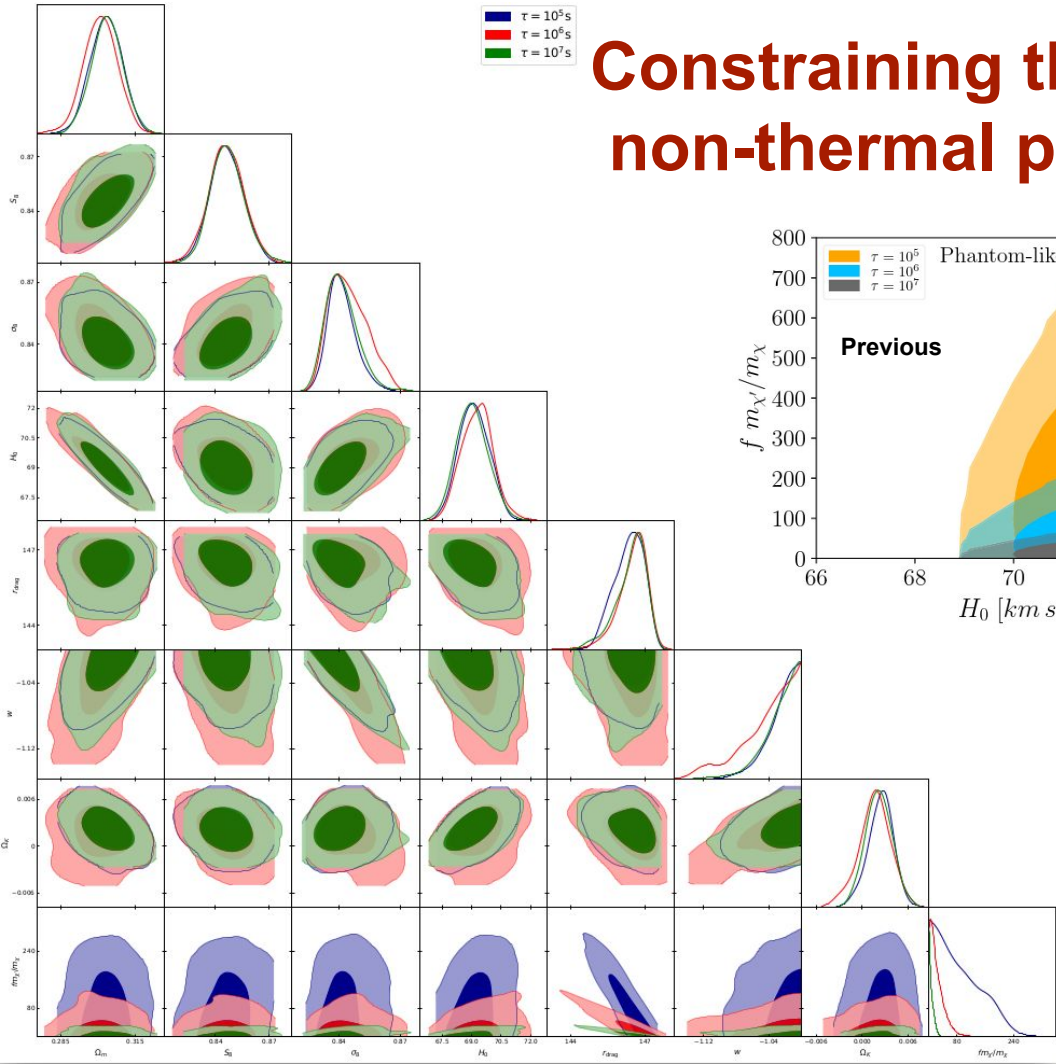 τ = 10⁵s
τ = 10⁶s
τ = 10⁷s
Constraining th
non-thermal p
800
700
600
500
400
300
200
100
0
τ = 10⁵
τ = 10⁶
τ = 10⁷
Phantom-lik
Previous
f m_χ'/m_χ
66 68 70
H₀ [km s
0.87
0.84
S₈
0.87
0.84
σ₈
72
70.5
69
67.5
H₀
147
144
r_drag
−1.04
−1.12
w
0.006
0
−0.006
Ω_K
240
80
fm_χ'/m_χ
0.285 0.315
Ω_m
0.84 0.87
S₈
0.84 0.87
σ₈
67.5 69.0 70.5 72.0
H₀
144 147
r_drag
−1.12 −1.04
w
−0.006 0.000 0.006
Ω_K
80 240
fm_χ'/m_χ